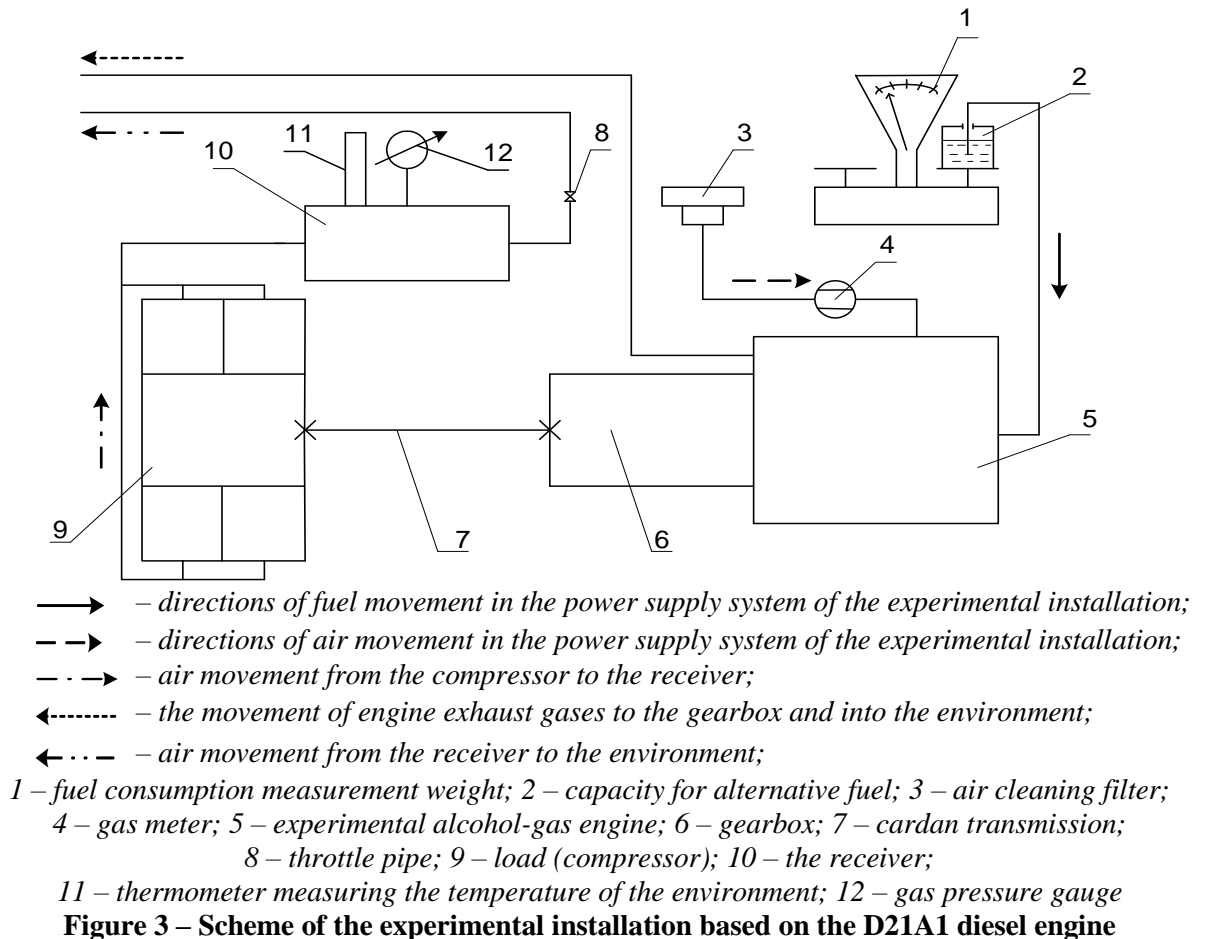 1
2
3
11
12
8
10
4
5
9
7
6
– directions of fuel movement in the power supply system of the experimental installation;
– directions of air movement in the power supply system of the experimental installation;
– air movement from the compressor to the receiver;
– the movement of engine exhaust gases to the gearbox and into the environment;
– air movement from the receiver to the environment;
1 – fuel consumption measurement weight; 2 – capacity for alternative fuel; 3 – air cleaning filter;
4 – gas meter; 5 – experimental alcohol-gas engine; 6 – gearbox; 7 – cardan transmission;
8 – throttle pipe; 9 – load (compressor); 10 – the receiver;
11 – thermometer measuring the temperature of the environment; 12 – gas pressure gauge
Figure 3 – Scheme of the experimental installation based on the D21A1 diesel engine